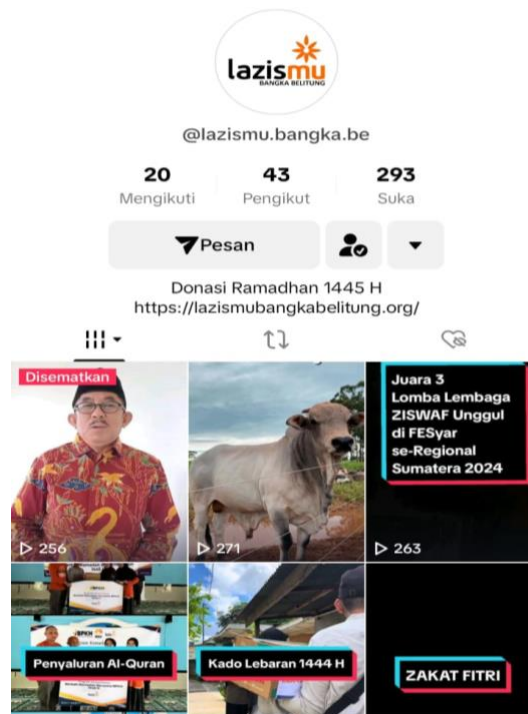 lazismu
BANGKA BELITUNG
@lazismu.bangka.be
20
Mengikuti
43
Pengikut
293
Suka
Pesan
Donasi Ramadhan 1445 H
https://lazismubangkabelitung.org/
Disematkan
256
271
Juara 3
Lomba Lembaga
ZISWAF Unggul
di FESyar
se-Regional
Sumatera 2024
263
BPKH
Penyaluran Al-Quran
Kado Lebaran 1444 H
ZAKAT FITRI